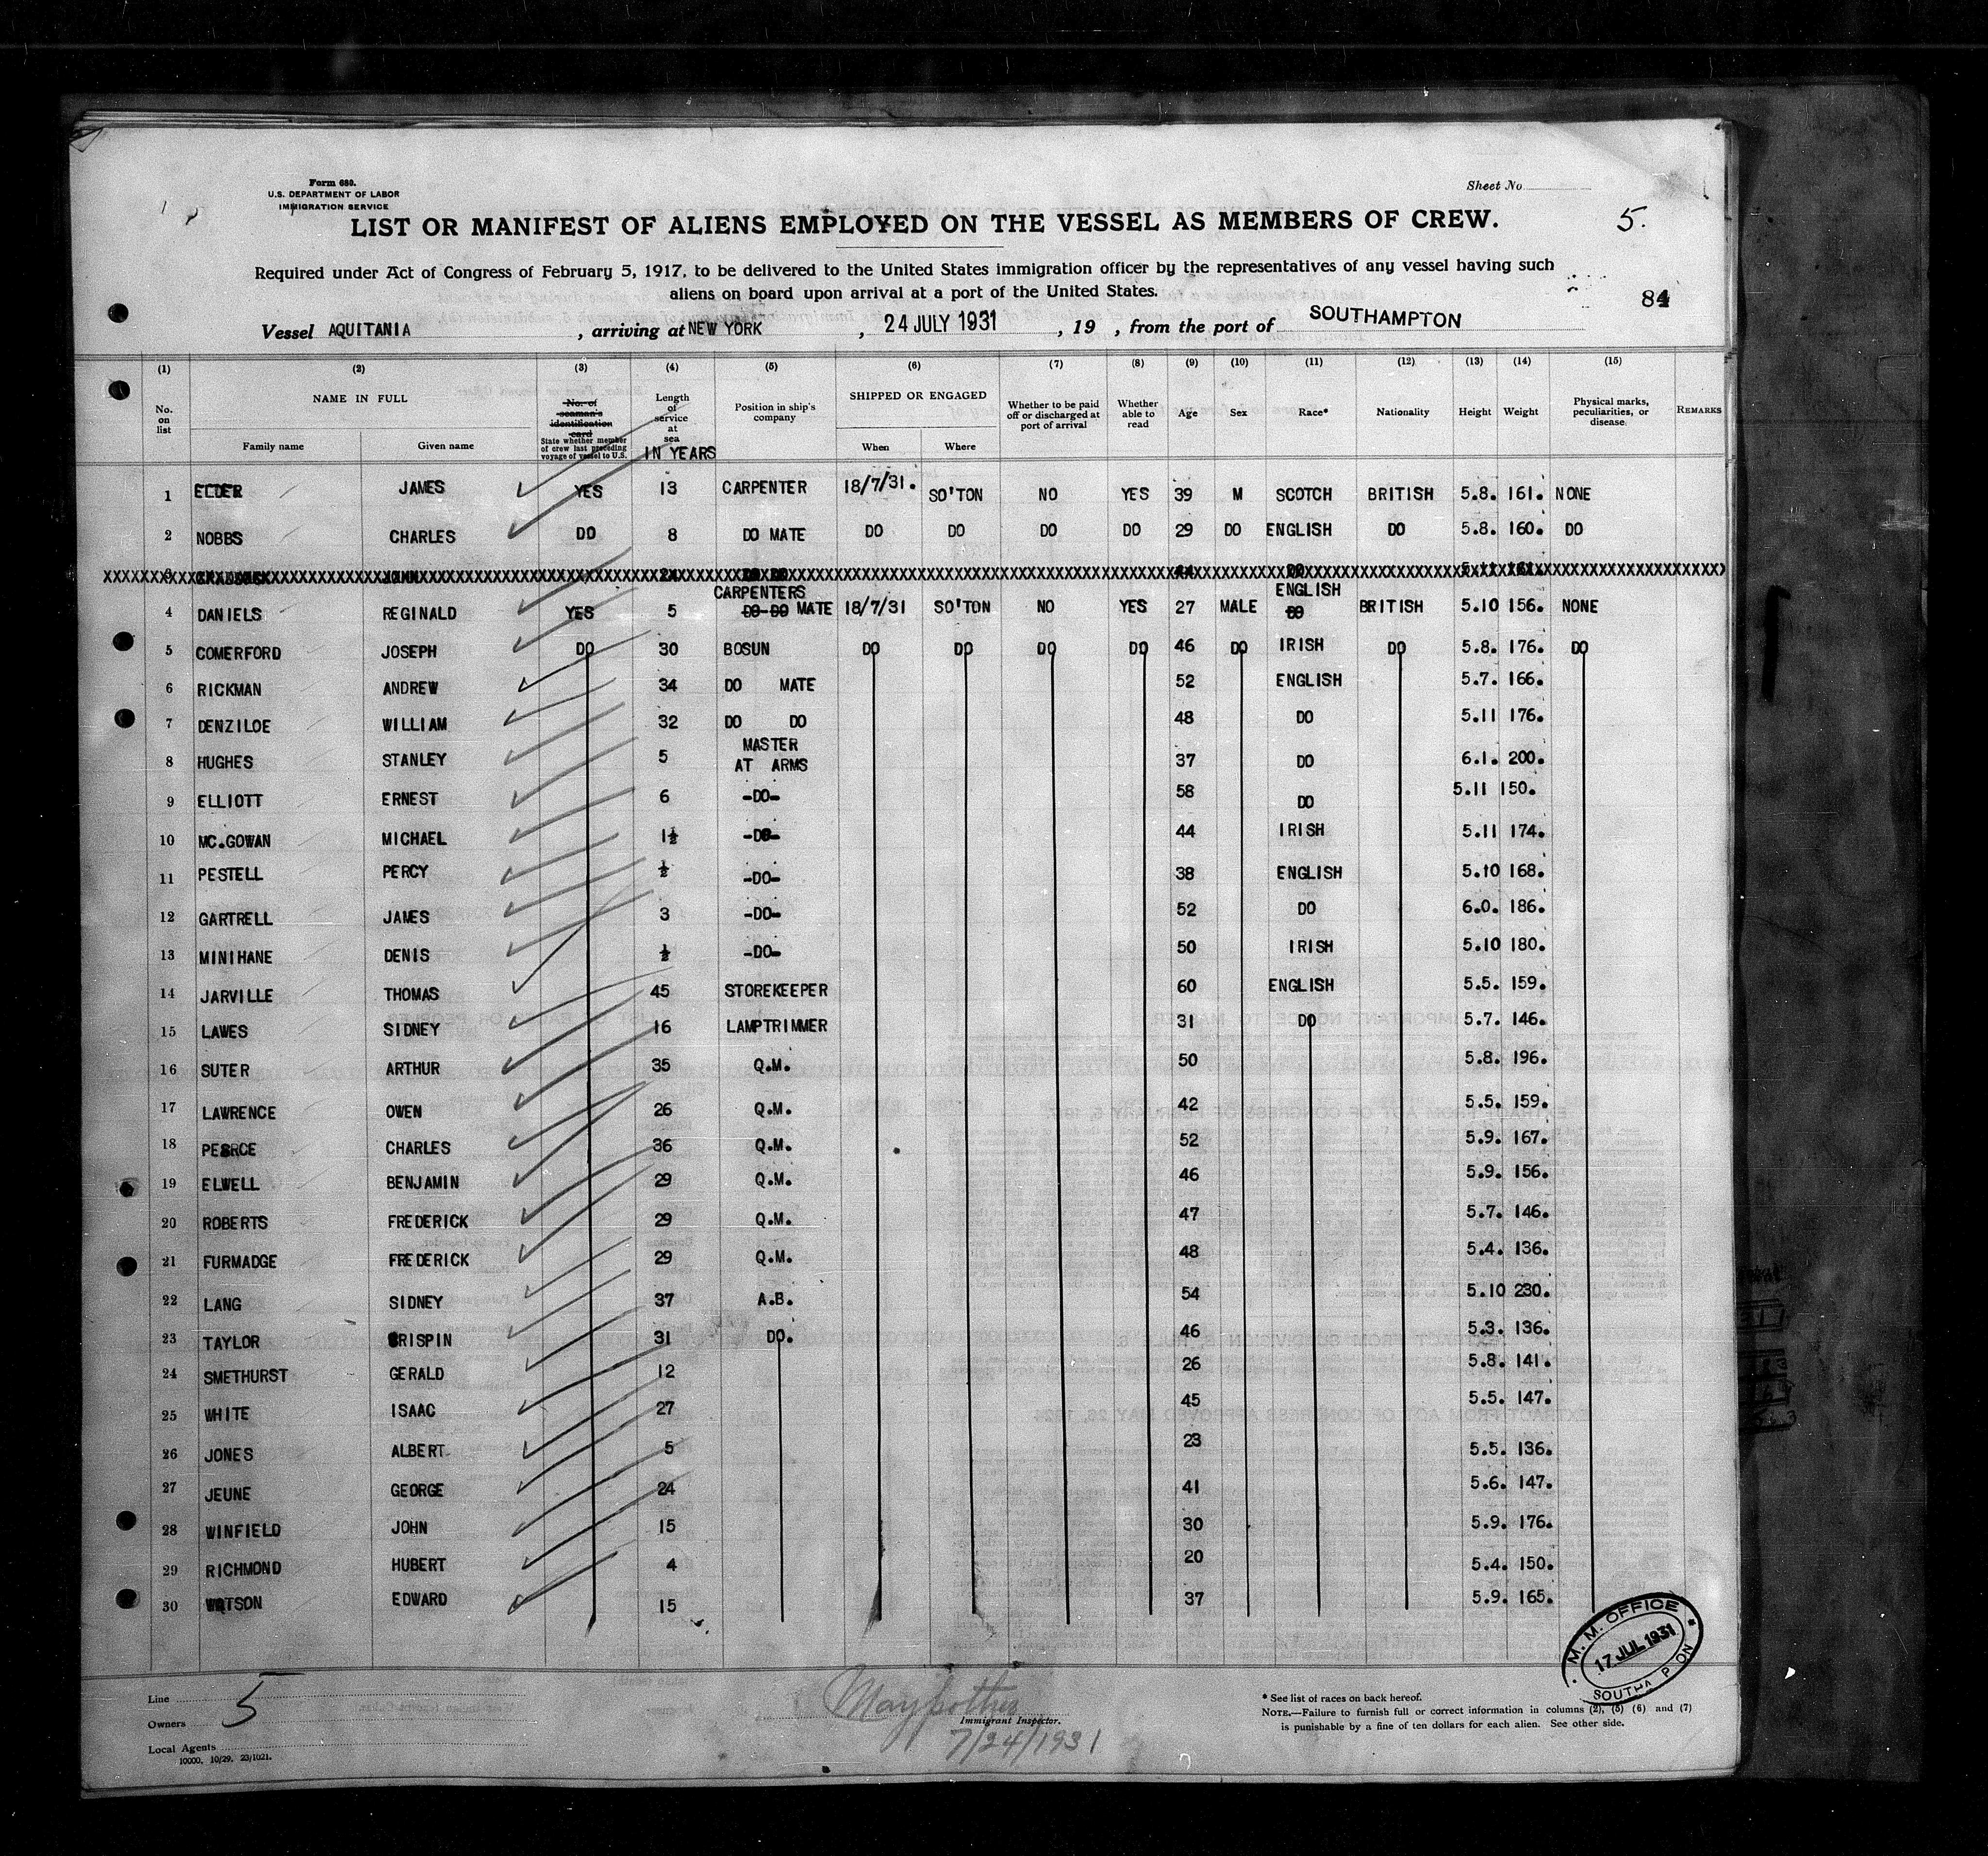 Form 680.
U.S. DEPARTMENT OF LABOR
IMMIGRATION SERVICE
Sheet No.
LIST OR MANIFEST OF ALIENS EMPLOYED ON THE VESSEL AS MEMBERS OF CREW.
5.
Required under Act of Congress of February 5, 1917, to be delivered to the United States immigration officer by the representatives of any vessel having such
aliens on board upon arrival at a port of the United States.
84
Vessel AQUITANIA , arriving at NEW YORK , 24 JULY 1931 , 19 , from the port of SOUTHAMPTON
(1) (2) (3) (4) (5) (6) (7) (8) (9) (10) (11) (12) (13) (14) (15)
No. on list NAME IN FULL Family name Given name No. of seaman's identification card State whether member of crew last preceding voyage of vessel to U.S. Length of service at sea IN YEARS Position in ship's company SHIPPED OR ENGAGED When Where Whether to be paid off or discharged at port of arrival Whether able to read Age Sex Race* Nationality Height Weight Physical marks, peculiarities, or disease. REMARKS
1 ELDER JAMES YES 13 CARPENTER 18/7/31. SO'TON NO YES 39 M SCOTCH BRITISH 5.8. 161. NONE
2 NOBBS CHARLES DO 8 DO MATE DO DO DO DO 29 DO ENGLISH DO 5.8. 160. DO
3 JOHN 24 DO DO 44 DO 5.11 161.
4 DANIELS REGINALD YES 5 CARPENTERS DO DO MATE 18/7/31 SO'TON NO YES 27 MALE ENGLISH DO BRITISH 5.10 156. NONE
5 COMERFORD JOSEPH DO 30 BOSUN DO DO DO DO 46 DO IRISH DO 5.8. 176. DO
6 RICKMAN ANDREW 34 DO MATE 52 ENGLISH 5.7. 166.
7 DENZILOE WILLIAM 32 DO DO 48 DO 5.11 176.
8 HUGHES STANLEY 5 MASTER AT ARMS 37 DO 6.1. 200.
9 ELLIOTT ERNEST 6 -DO- 58 DO 5.11 150.
10 MC.GOWAN MICHAEL 1½ -DO- 44 IRISH 5.11 174.
11 PESTELL PERCY ½ -DO- 38 ENGLISH 5.10 168.
12 GARTRELL JAMES 3 -DO- 52 DO 6.0. 186.
13 MINIHANE DENIS ½ -DO- 50 IRISH 5.10 180.
14 JARVILLE THOMAS 45 STOREKEEPER 60 ENGLISH 5.5. 159.
15 LAWES SIDNEY 16 LAMPTRIMMER 31 DO 5.7. 146.
16 SUTER ARTHUR 35 Q.M. 50 5.8. 196.
17 LAWRENCE OWEN 26 Q.M. 42 5.5. 159.
18 PEARCE CHARLES 36 Q.M. 52 5.9. 167.
19 ELWELL BENJAMIN 29 Q.M. 46 5.9. 156.
20 ROBERTS FREDERICK 29 Q.M. 47 5.7. 146.
21 FURMADGE FREDERICK 29 Q.M. 48 5.4. 136.
22 LANG SIDNEY 37 A.B. 54 5.10 230.
23 TAYLOR CRISPIN 31 DO. 46 5.3. 136.
24 SMETHURST GERALD 12 26 5.8. 141.
25 WHITE ISAAC 27 45 5.5. 147.
26 JONES ALBERT 5 23 5.5. 136.
27 JEUNE GEORGE 24 41 5.6. 147.
28 WINFIELD JOHN 15 30 5.9. 176.
29 RICHMOND HUBERT 4 20 5.4. 150.
30 WATSON EDWARD 15 37 5.9. 165.
M. M. OFFICE
17 JUL 1931
Line
Owners 5
Local Agents
10000. 10/29. 23/1021.
Immigrant Inspector.
7/24/1931
* See list of races on back hereof.
NOTE.—Failure to furnish full or correct information in columns (2), (5) (6) and (7)
is punishable by a fine of ten dollars for each alien. See other side.